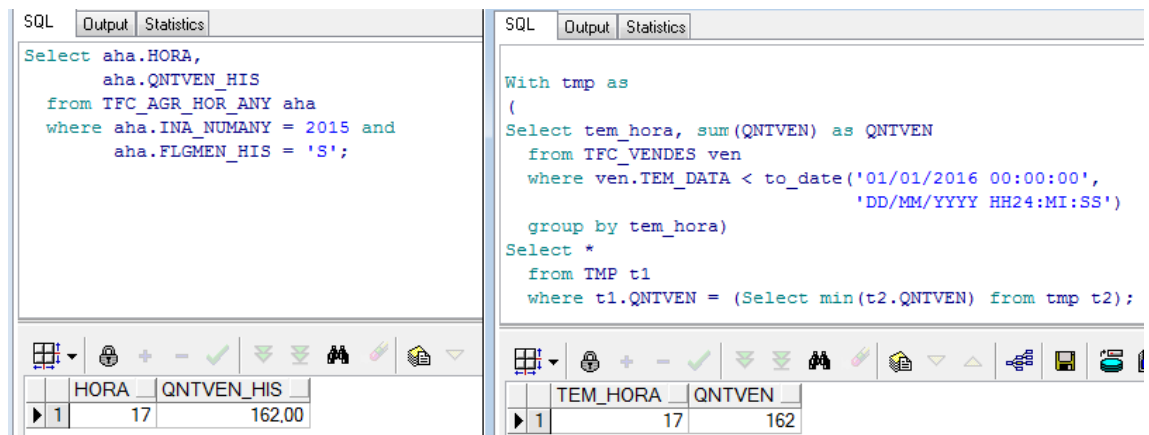 SQL Output Statistics
Select aha.HORA,
aha.QNTVEN_HIS
from TFC_AGR_HOR_ANY aha
where aha.INA_NUMANY = 2015 and
aha.FLGMEN_HIS = 'S';
HORA QNTVEN_HIS
1 17 162,00
SQL Output Statistics
With tmp as
(
Select tem_hora, sum(QNTVEN) as QNTVEN
from TFC_VENDES ven
where ven.TEM_DATA < to_date('01/01/2016 00:00:00',
'DD/MM/YYYY HH24:MI:SS')
group by tem_hora)
Select *
from TMP t1
where t1.QNTVEN = (Select min(t2.QNTVEN) from tmp t2);
TEM_HORA QNTVEN
1 17 162